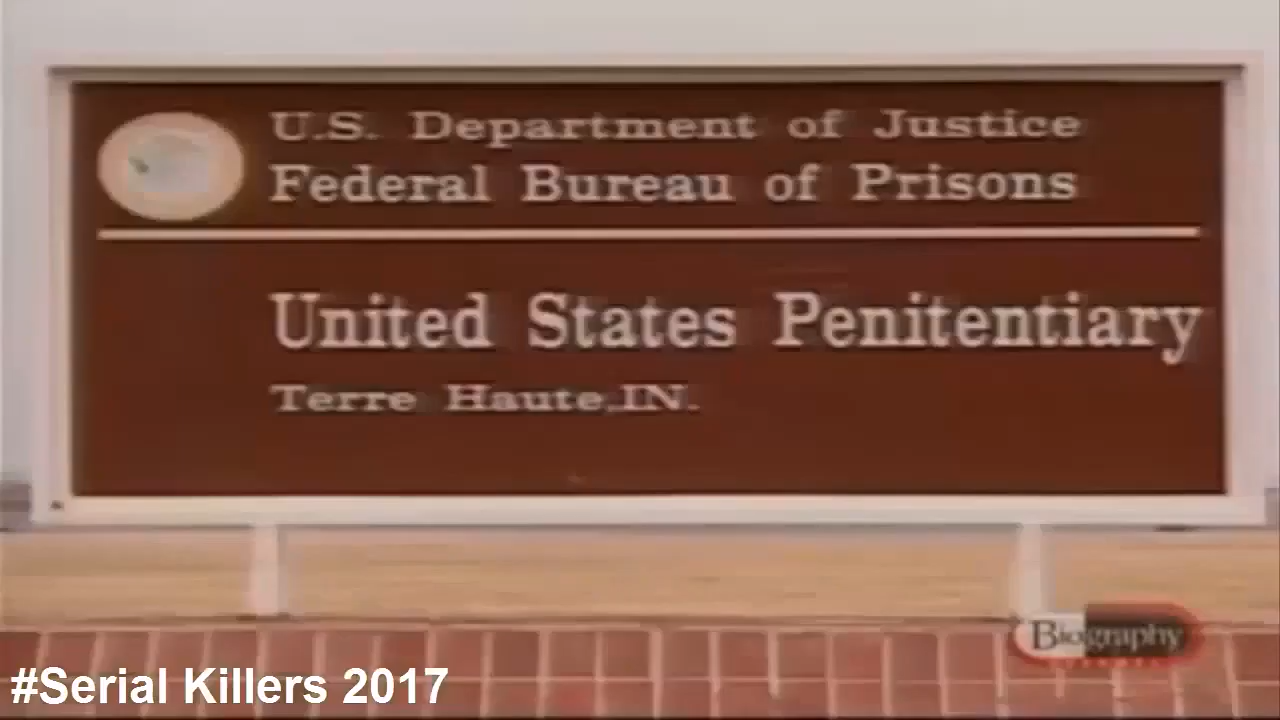 U.S. Department of Justice
Federal Bureau of Prisons
United States Penitentiary
Terre Haute, IN.
Biography
#Serial Killers 2017